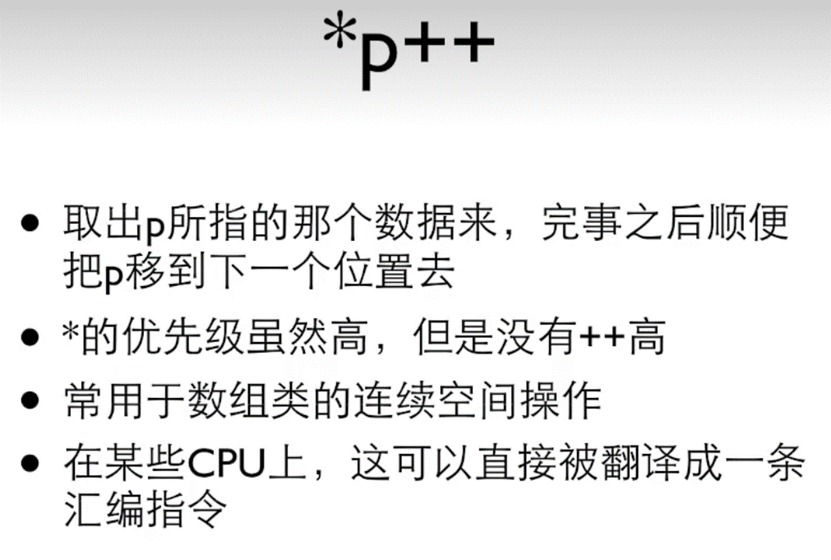 *p++
● 取出p所指的那个数据来，完事之后顺便
把p移到下一个位置去
● *的优先级虽然高，但是没有++高
● 常用于数组类的连续空间操作
● 在某些CPU上，这可以直接被翻译成一条
汇编指令